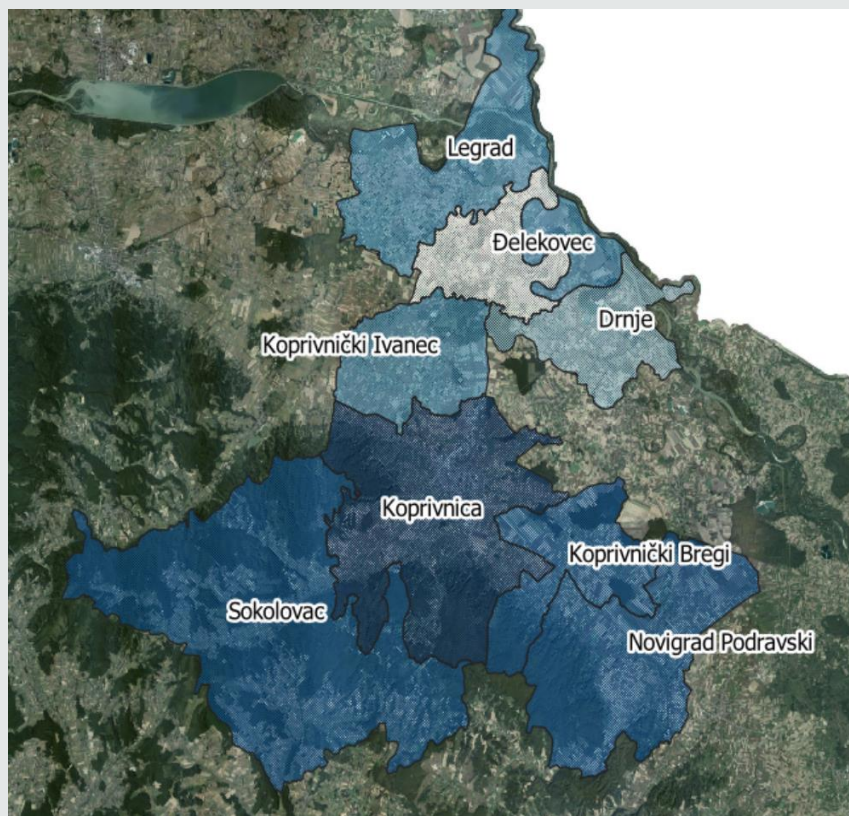 Legrad
Đelekovec
Drnje
Koprivnički Ivanec
Koprivnica
Koprivnički Bregi
Sokolovac
Novigrad Podravski